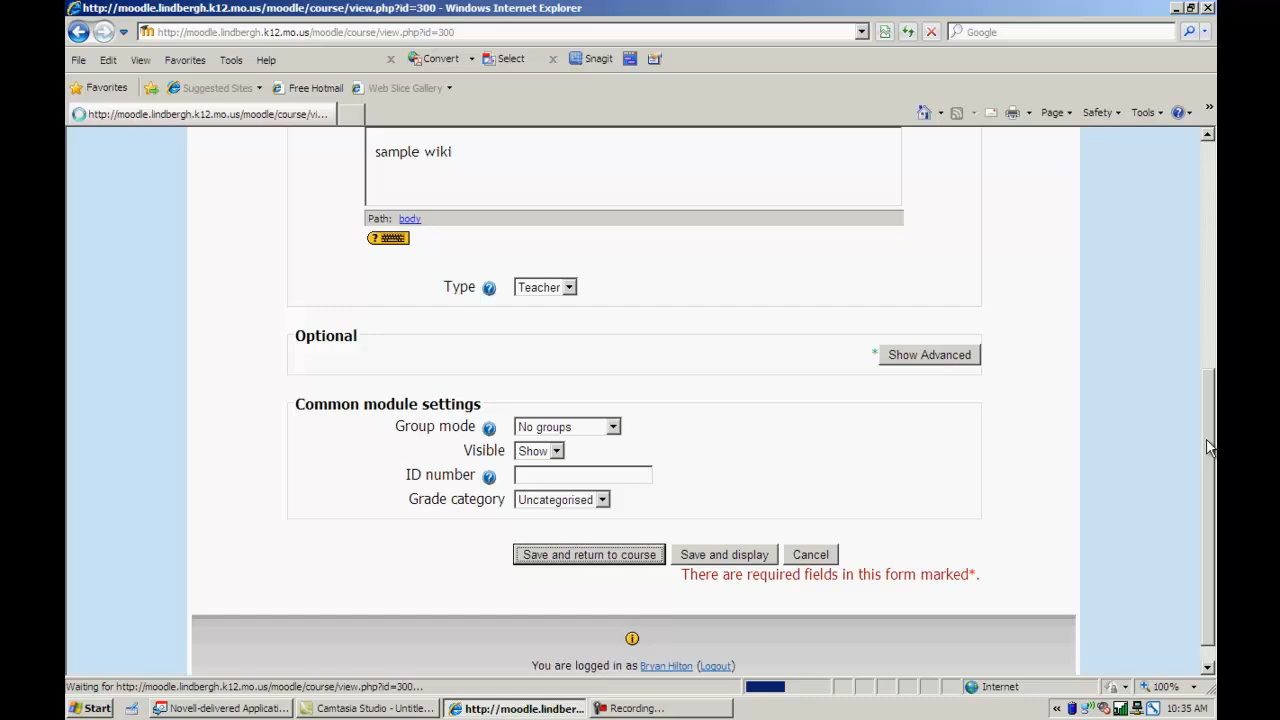 http://moodle.lindbergh.k12.mo.us/moodle/course/view.php?id=300 - Windows Internet Explorer
http://moodle.lindbergh.k12.mo.us/moodle/course/view.php?id=300
Google
File Edit View Favorites Tools Help
Convert Select Snagit
Favorites Suggested Sites Free Hotmail Web Slice Gallery
http://moodle.lindbergh.k12.mo.us/moodle/course/vi...
Page Safety Tools
sample wiki
Path: body
Type Teacher
Optional
* Show Advanced
Common module settings
Group mode No groups
Visible Show
ID number
Grade category Uncategorised
Save and return to course Save and display Cancel
There are required fields in this form marked*.
You are logged in as Bryan Hilton (Logout)
Waiting for http://moodle.lindbergh.k12.mo.us/moodle/course/view.php?id=300... Internet 100%
Start Novell-delivered Applicati... Camtasia Studio - Untitle... http://moodle.lindber... Recording... 10:35 AM